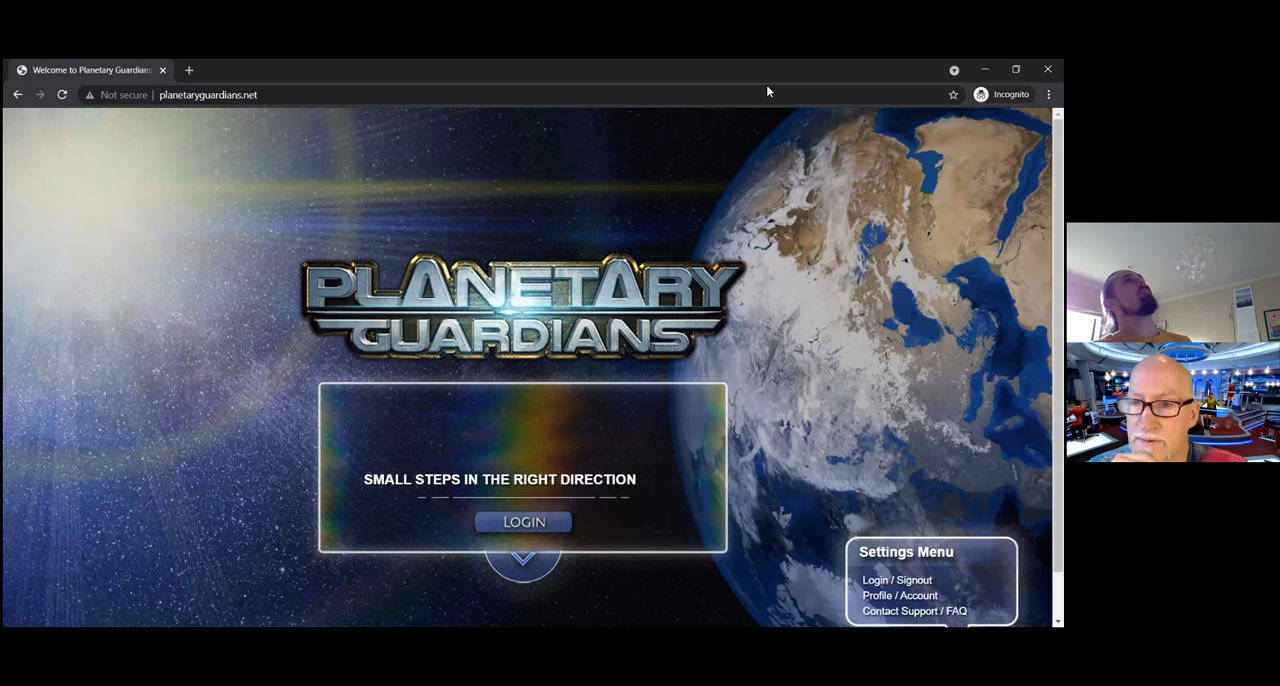 Welcome to Planetary Guardians
Not secure | planetaryguardians.net
Incognito
PLANETARY
GUARDIANS
SMALL STEPS IN THE RIGHT DIRECTION
LOGIN
Settings Menu
Login / Signout
Profile / Account
Contact Support / FAQ